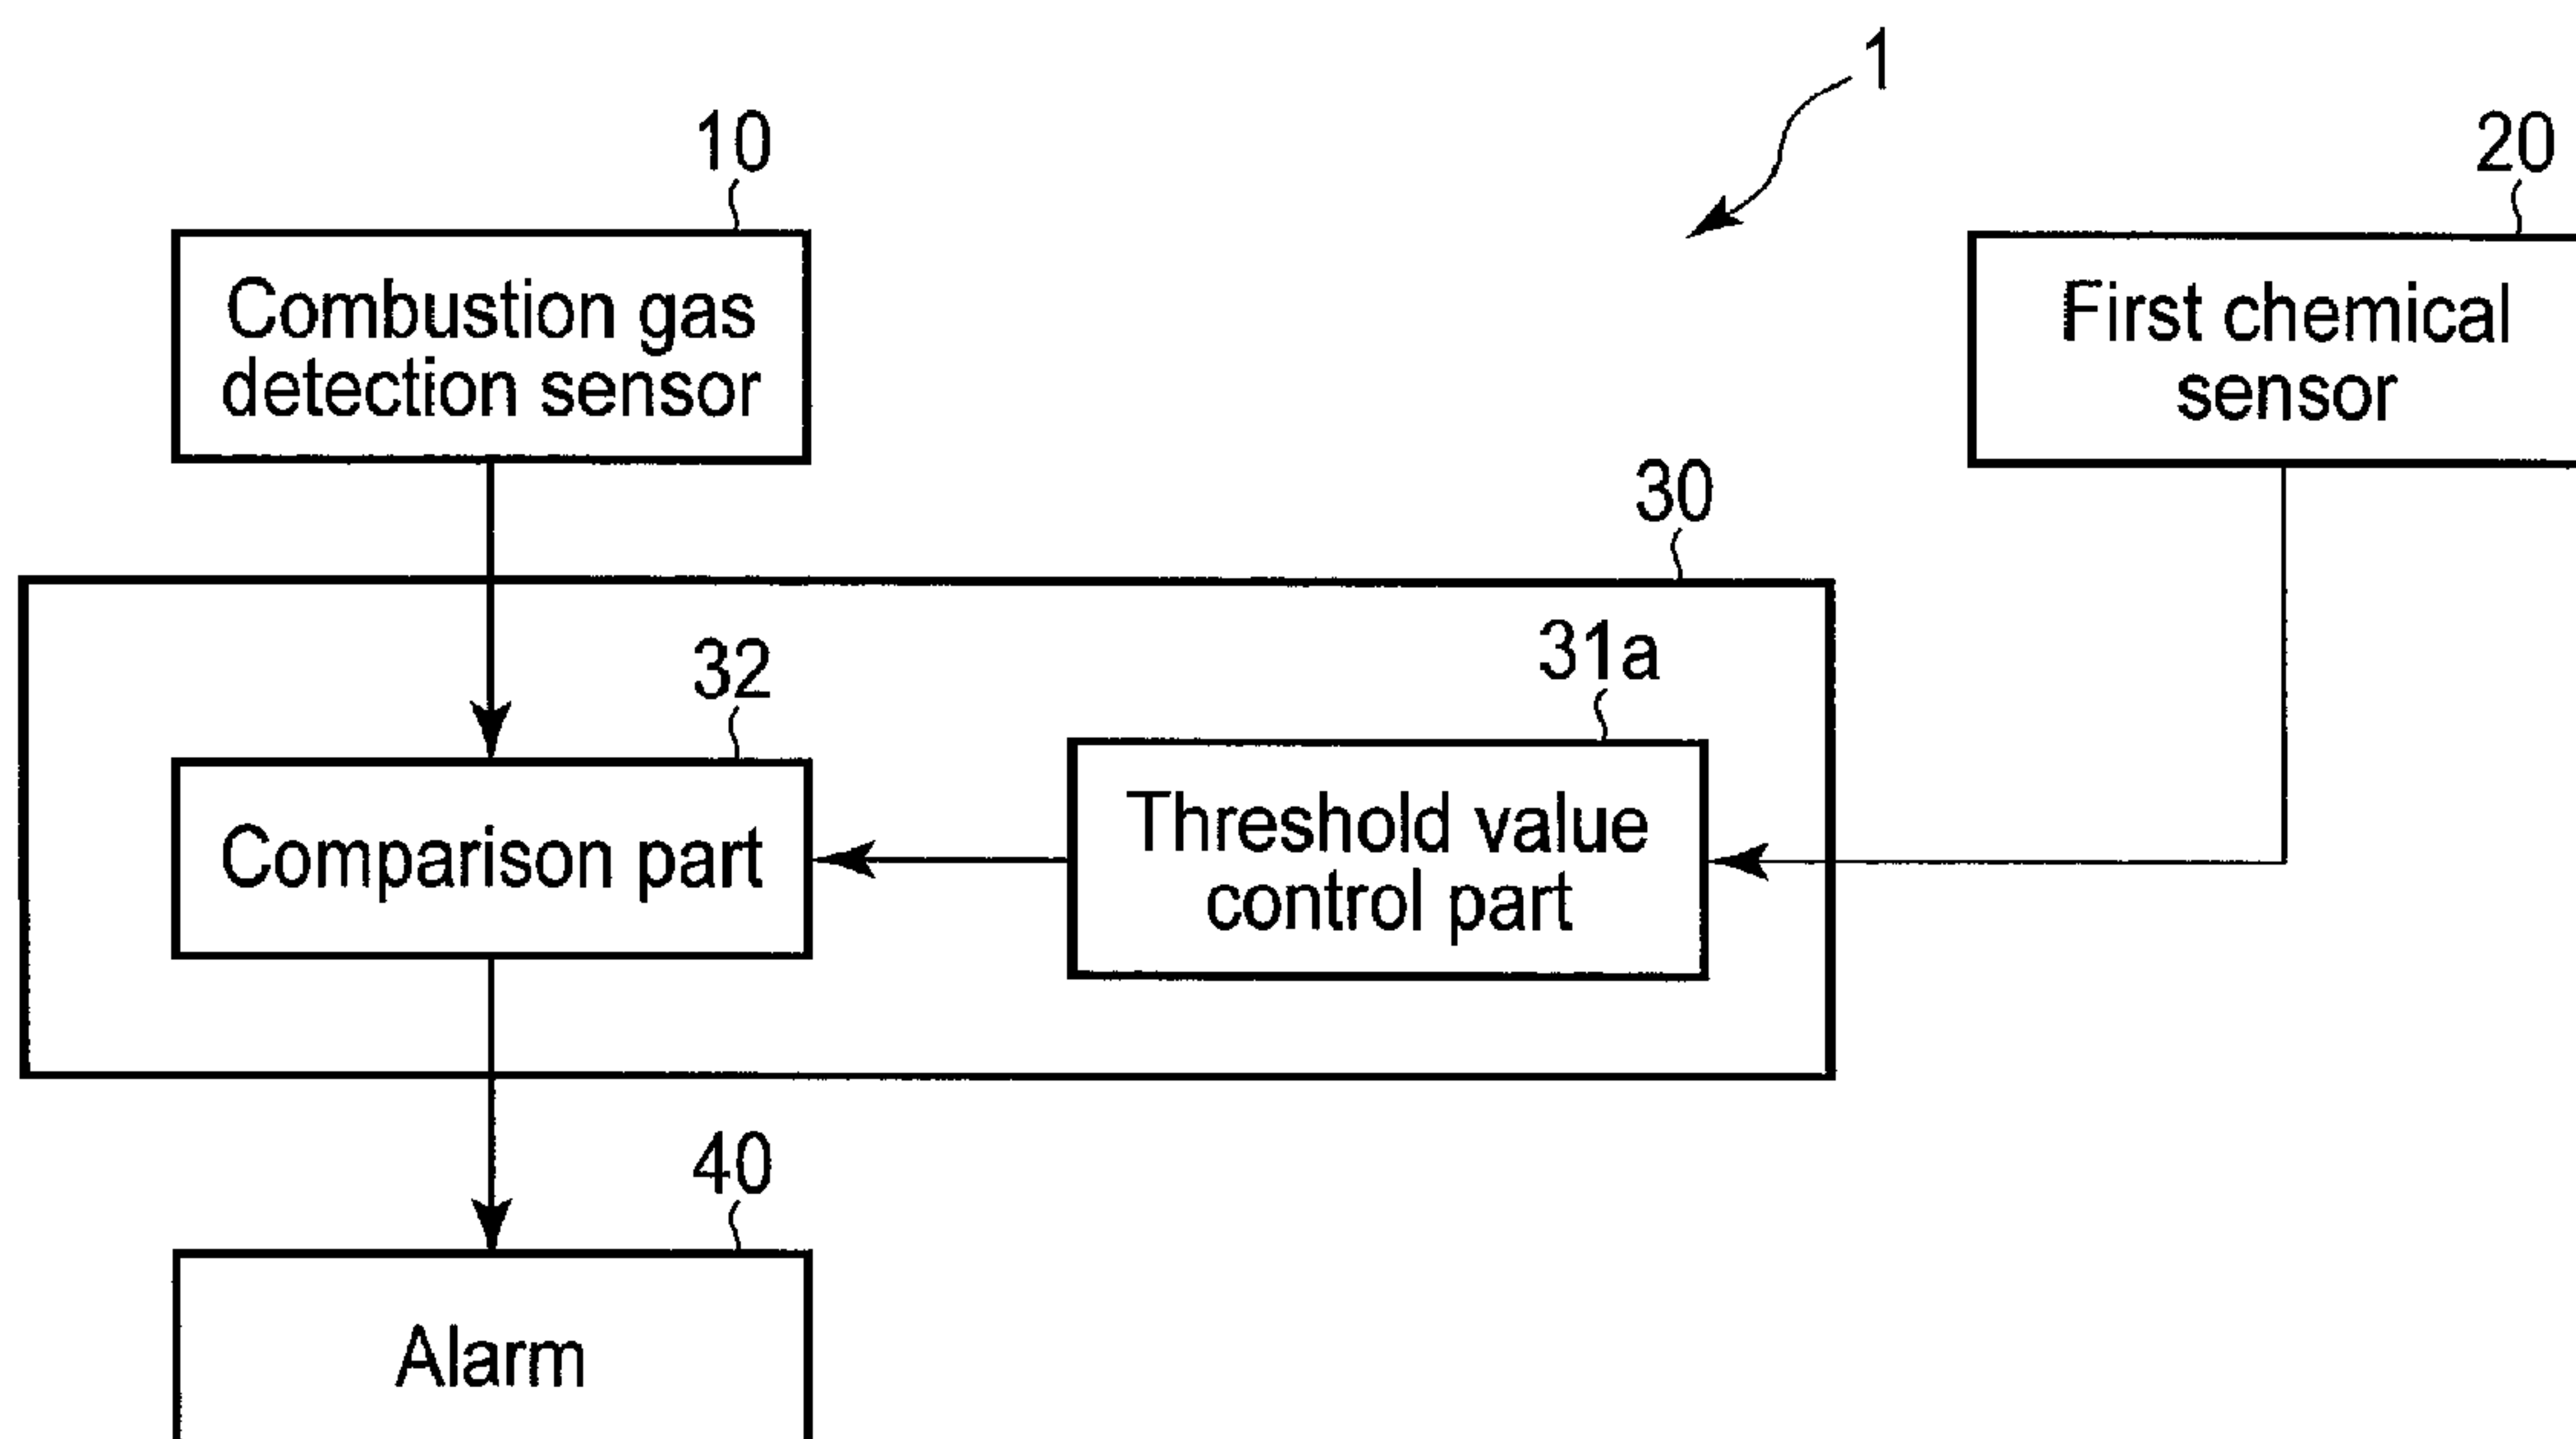 1
10
20
Combustion gas
detection sensor
First chemical
sensor
30
32
31a
Comparison part
Threshold value
control part
40
Alarm